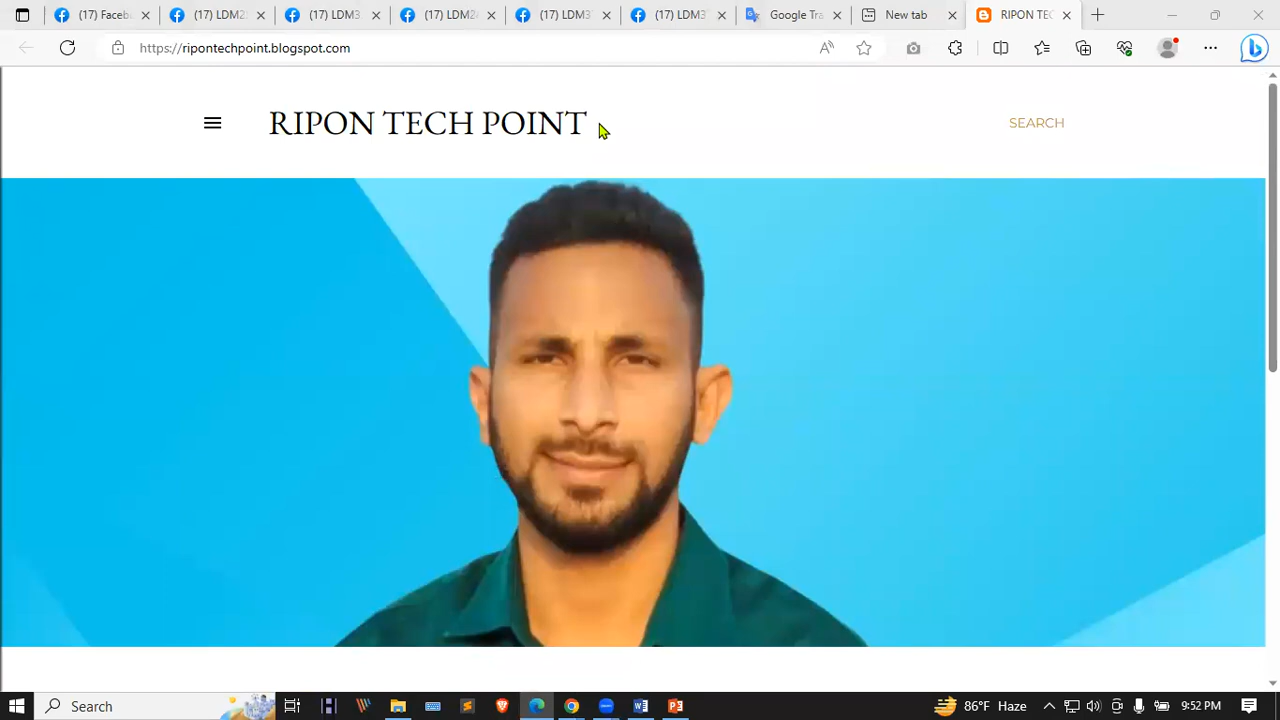 (17) Faceb
(17) LDM2
(17) LDM3
(17) LDM2
(17) LDM3
(17) LDM3
Google Tra
New tab
RIPON TEC
https://ripontechpoint.blogspot.com
RIPON TECH POINT
SEARCH
Search
86°F Haze
9:52 PM